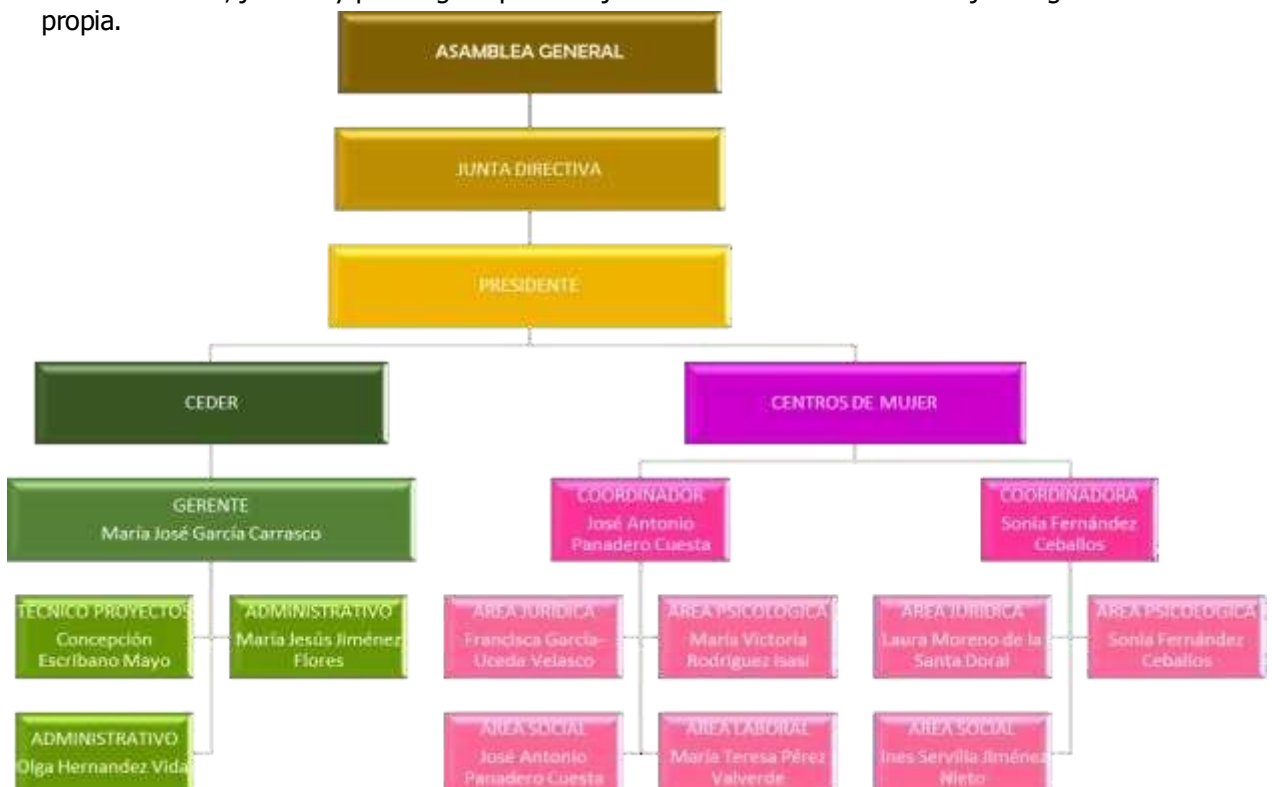 propia.
ASAMBLEA GENERAL
JUNTA DIRECTIVA
PRESIDENTE
CEDER
CENTROS DE MUJER
GERENTE
María José García Carrasco
COORDINADOR
José Antonio
Panadero Cuesta
COORDINADORA
Sonia Fernández
Ceballos
TECNICO PROYECTOS
Concepción
Escribano Mayo
ADMINISTRATIVO
María Jesús Jiménez
Flores
AREA JURIDICA
Francisca García-
Uceda Velasco
AREA PSICOLOGICA
María Victoria
Rodríguez Isasi
AREA JURIDICA
Laura Moreno de la
Santa Doral
AREA PSICOLOGICA
Sonia Fernández
Ceballos
ADMINISTRATIVO
Olga Hernandez Vida
AREA SOCIAL
José Antonio
Panadero Cuesta
AREA LABORAL
María Teresa Pérez
Valverde
AREA SOCIAL
Ines Servilla Jiménez
Nieto